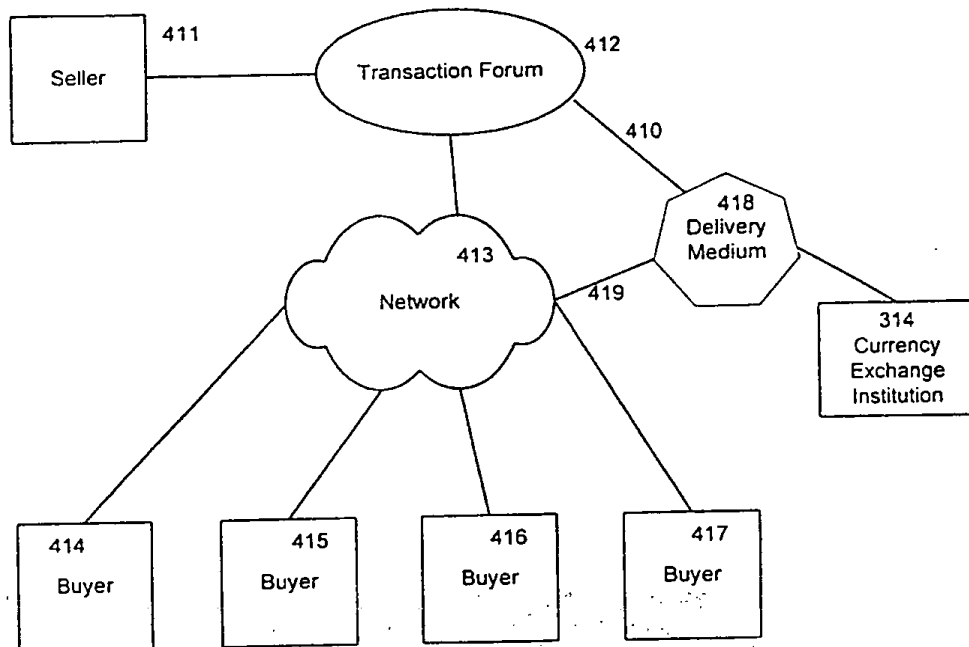 411
Seller
412
Transaction Forum
410
418
Delivery
Medium
413
Network
419
314
Currency
Exchange
Institution
414
Buyer
415
Buyer
416
Buyer
417
Buyer